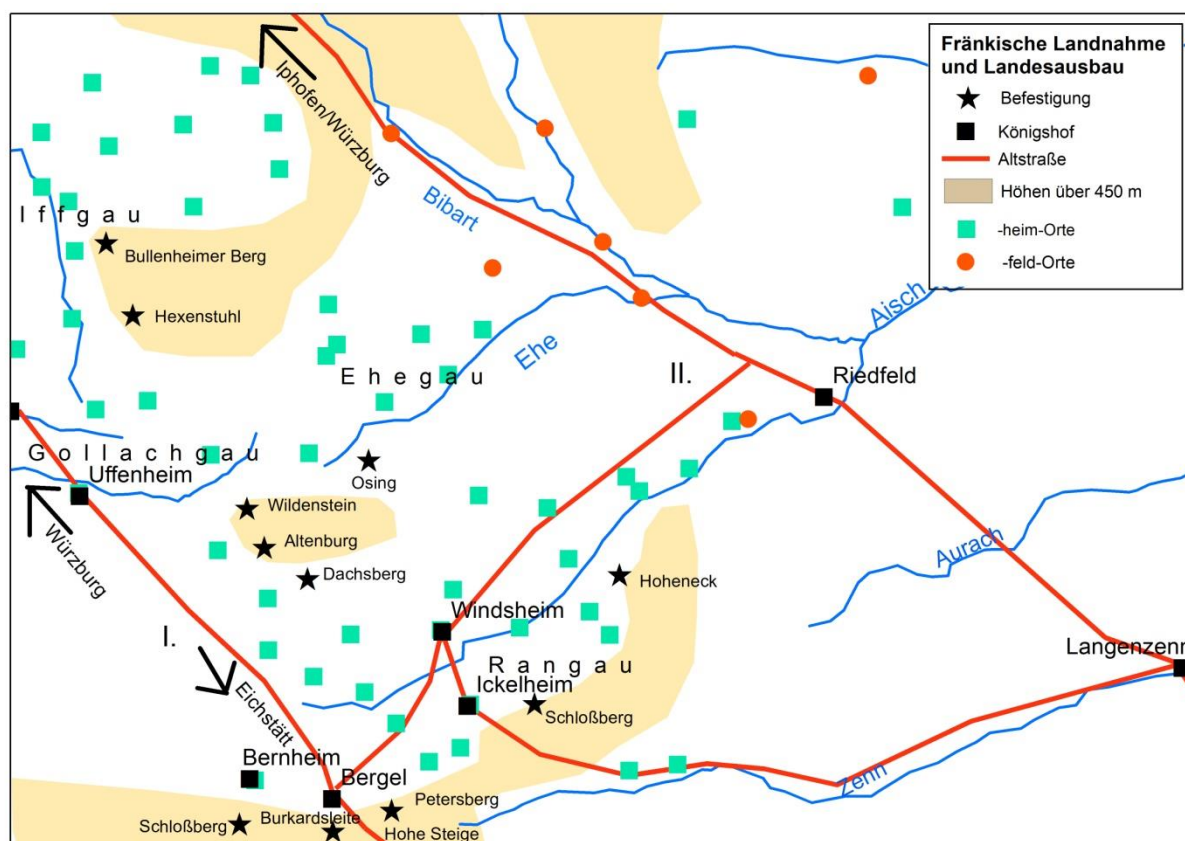 Fränkische Landnahme
und Landesausbau
Befestigung
Königshof
Altstraße
Höhen über 450 m
-heim-Orte
-feld-Orte
Iphofen/Würzburg
Bibart
Iffgau
Bullenheimer Berg
Hexenstuhl
Aisch
Ehe
Ehegau
II.
Riedfeld
Gollachgau
Uffenheim
Osing
Wildenstein
Altenburg
Dachsberg
Würzburg
Hoheneck
Aurach
I.
Windsheim
Rangau
Langenzenn
Ickelheim
Schloßberg
Eichstätt
Bernheim
Bergel
Zenn
Petersberg
Schloßberg
Burkardsleite
Hohe Steige